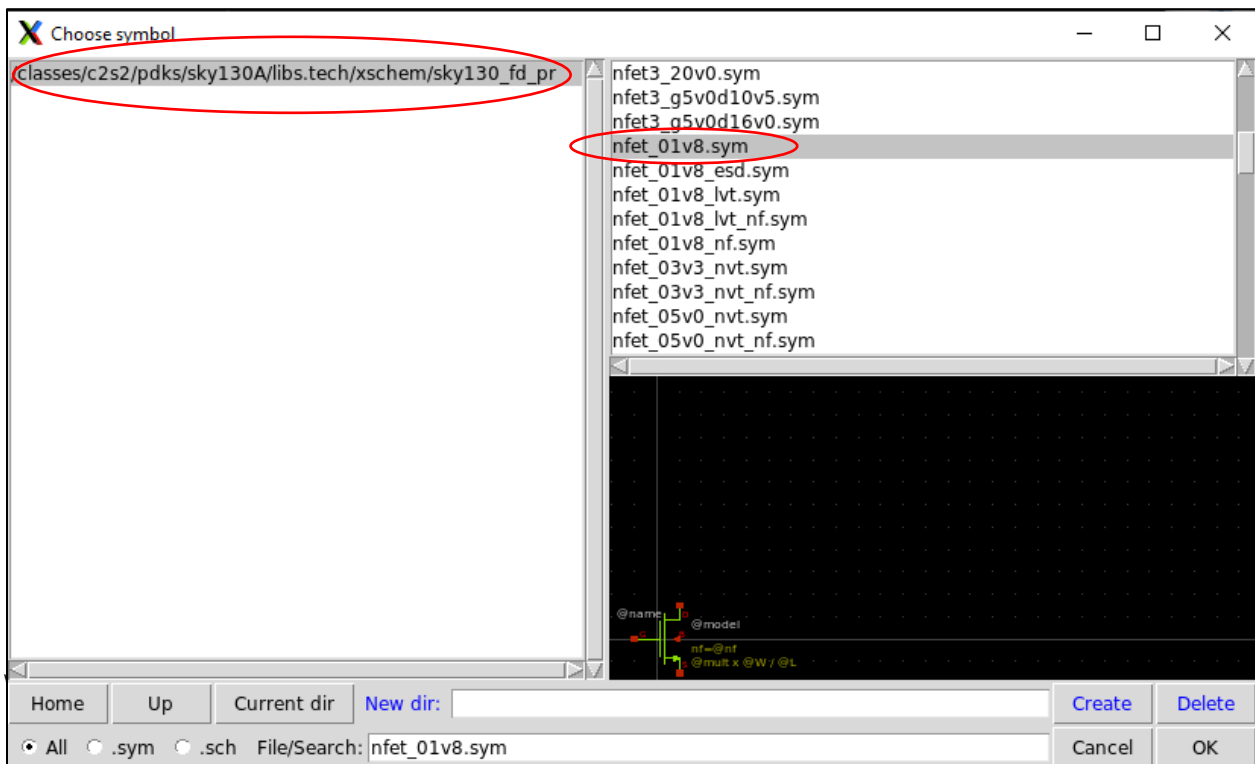 Choose symbol
/classes/c2s2/pdks/sky130A/libs.tech/xschem/sky130_fd_pr
nfet3_20v0.sym
nfet3_g5v0d10v5.sym
nfet3_g5v0d16v0.sym
nfet_01v8.sym
nfet_01v8_esd.sym
nfet_01v8_lvt.sym
nfet_01v8_lvt_nf.sym
nfet_01v8_nf.sym
nfet_03v3_nvt.sym
nfet_03v3_nvt_nf.sym
nfet_05v0_nvt.sym
nfet_05v0_nvt_nf.sym
@name
@model
nf=@nf
@mult x @W / @L
Home Up Current dir New dir: Create Delete
All .sym .sch File/Search: nfet_01v8.sym Cancel OK